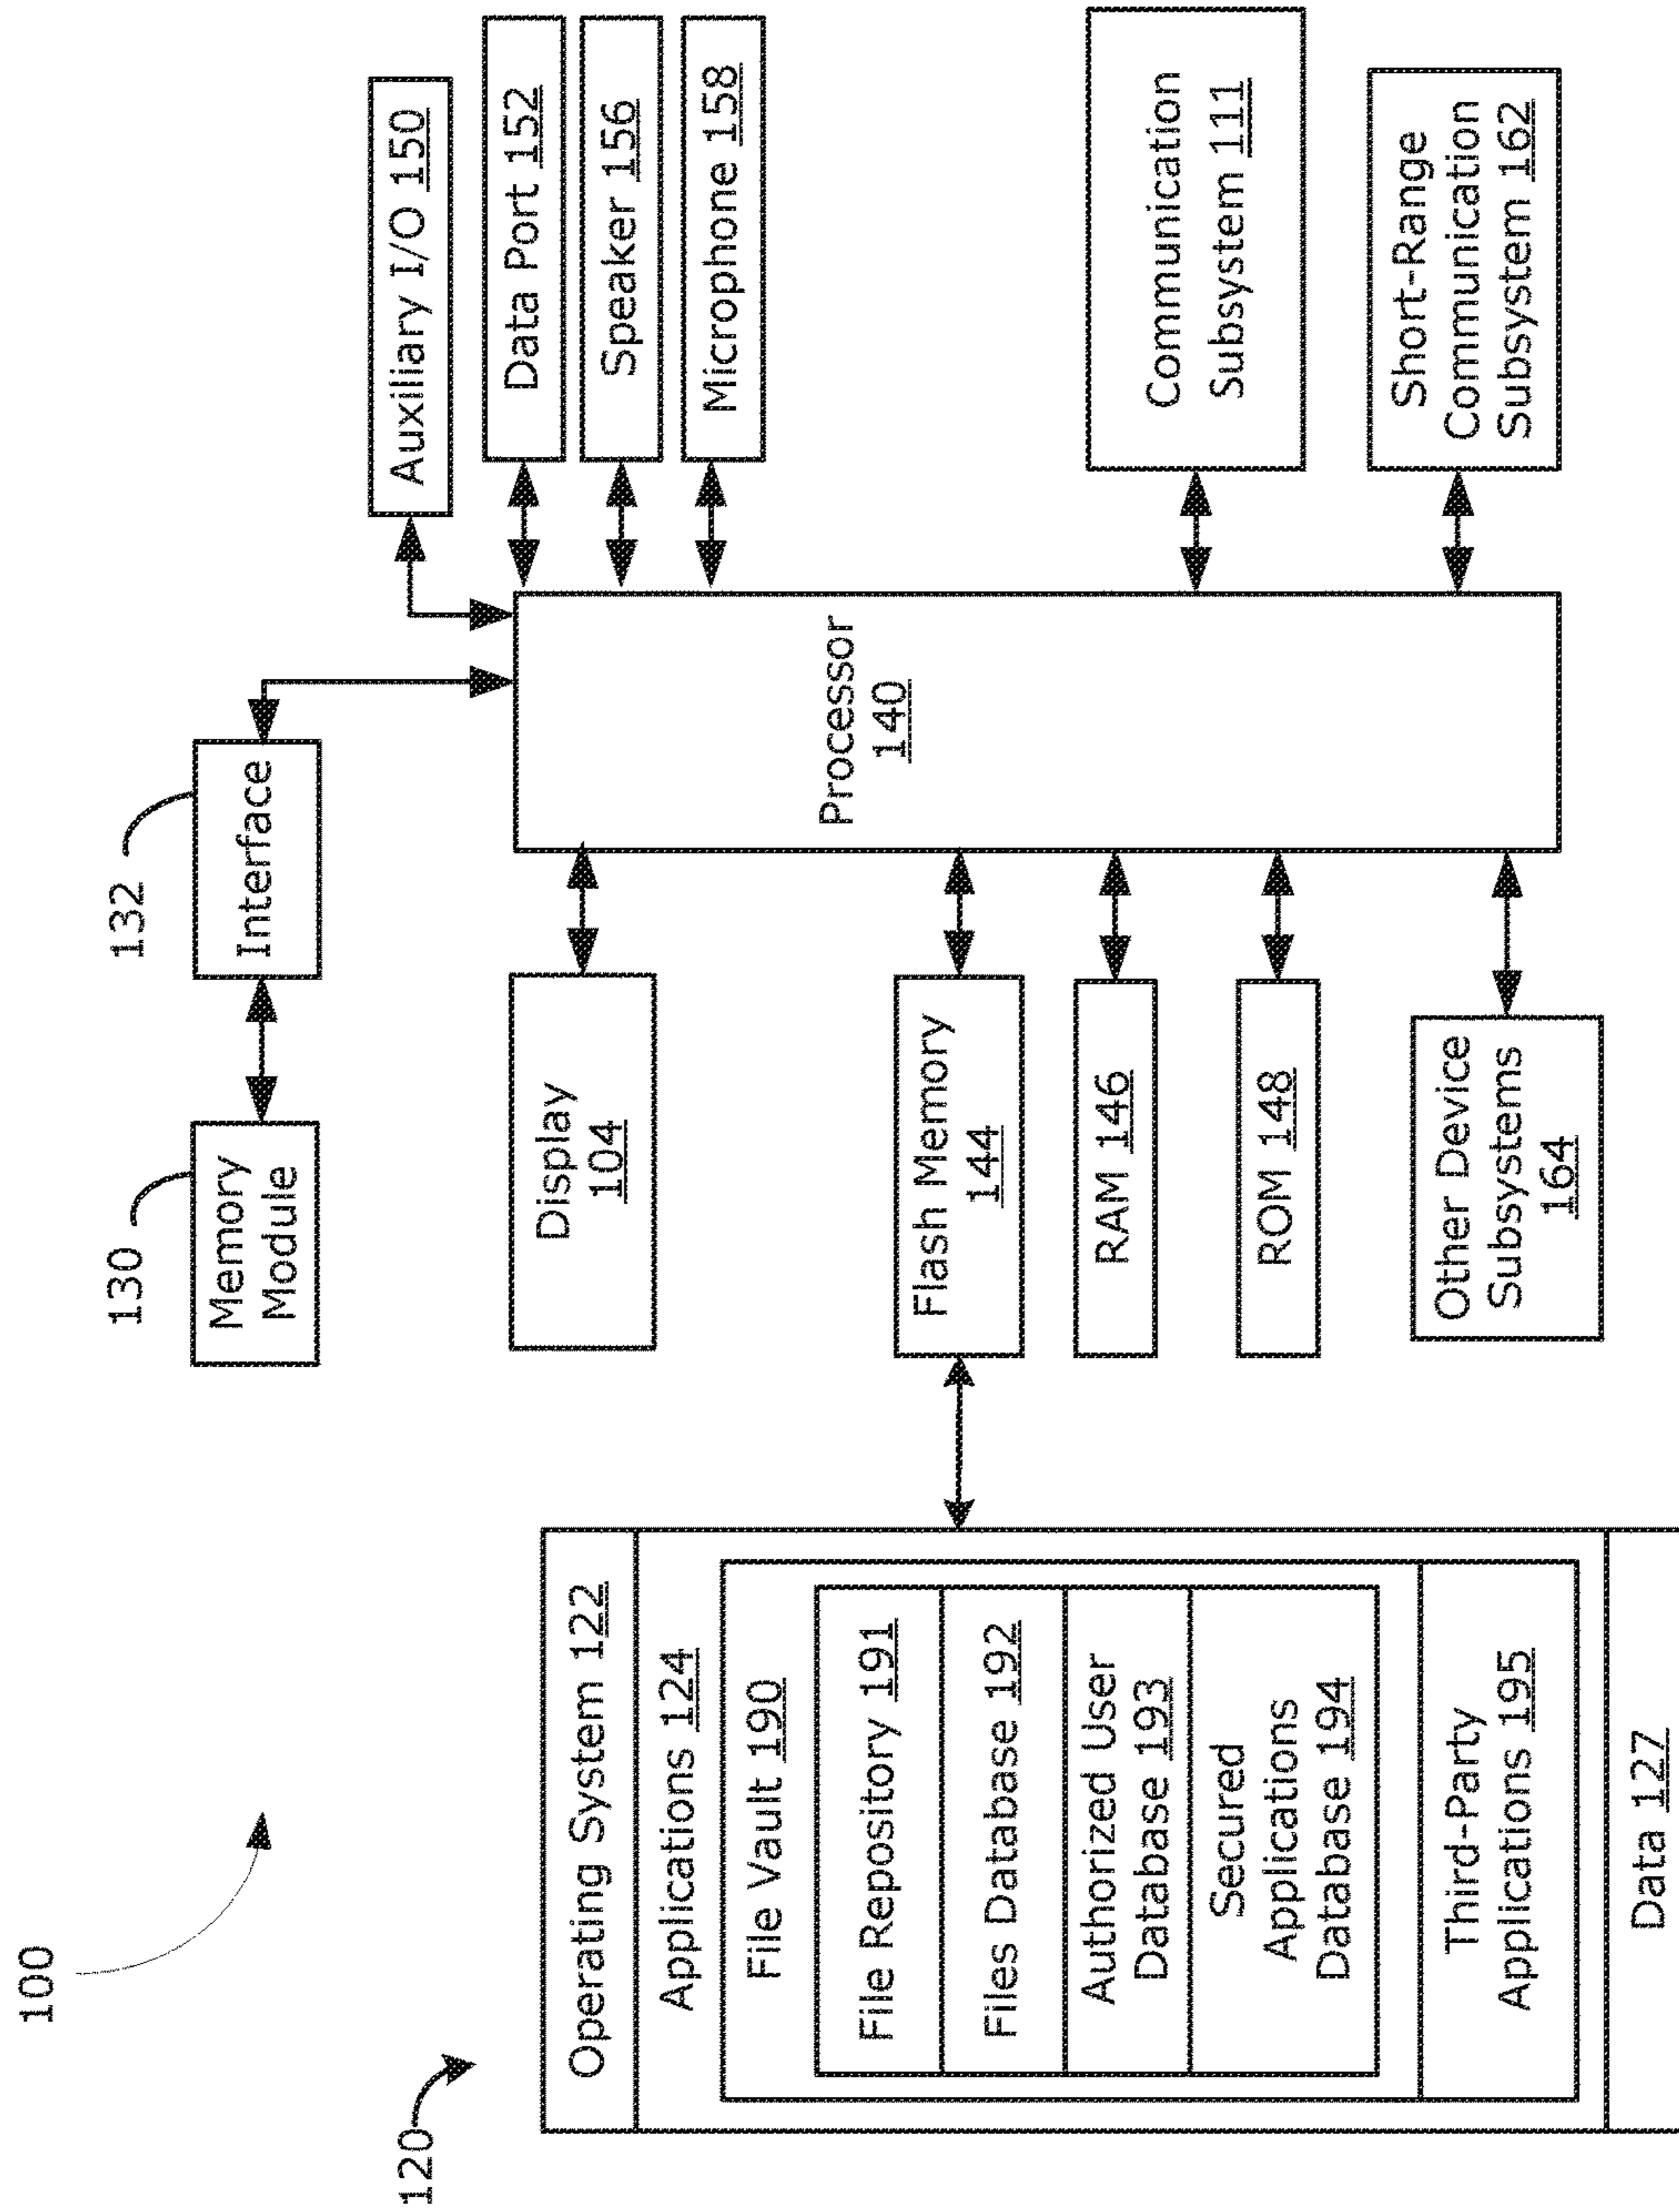 100
120
Operating System 122
Applications 124
File Vault 190
File Repository 191
Files Database 192
Authorized User
Database 193
Secured
Applications
Database 194
Third-Party
Applications 195
Data 127
130
Memory
Module
132
Interface
Display
104
Flash Memory
144
RAM 146
ROM 148
Other Device
Subsystems
164
Processor
140
Auxiliary I/O 150
Data Port 152
Speaker 156
Microphone 158
Communication
Subsystem 111
Short-Range
Communication
Subsystem 162